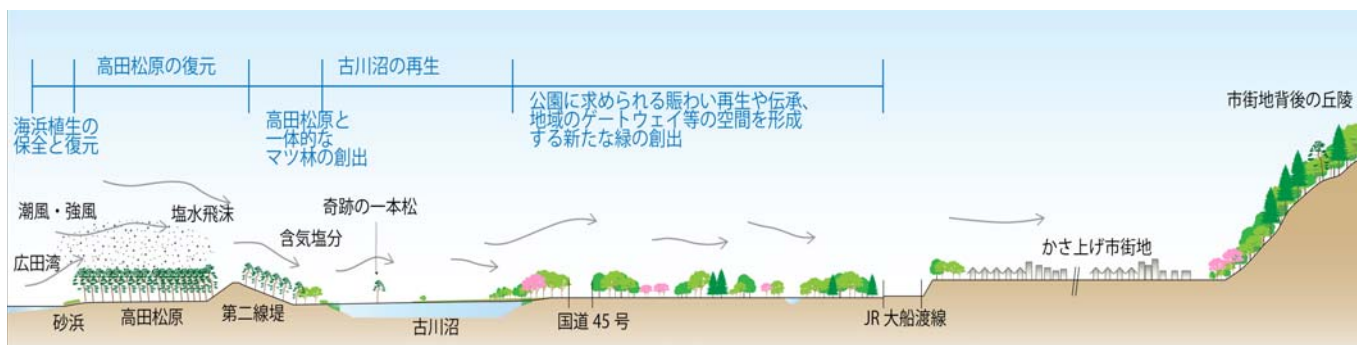 高田松原の復元
古川沼の再生
海浜植生の
保全と復元
高田松原と
一体的な
マツ林の創出
公園に求められる賑わい再生や伝承、
地域のゲートウェイ等の空間を形成
する新たな緑の創出
市街地背後の丘陵
潮風・強風
塩水飛沫
奇跡の一本松
含気塩分
広田湾
かさ上げ市街地
砂浜
高田松原
第二線堤
古川沼
国道 45 号
JR 大船渡線